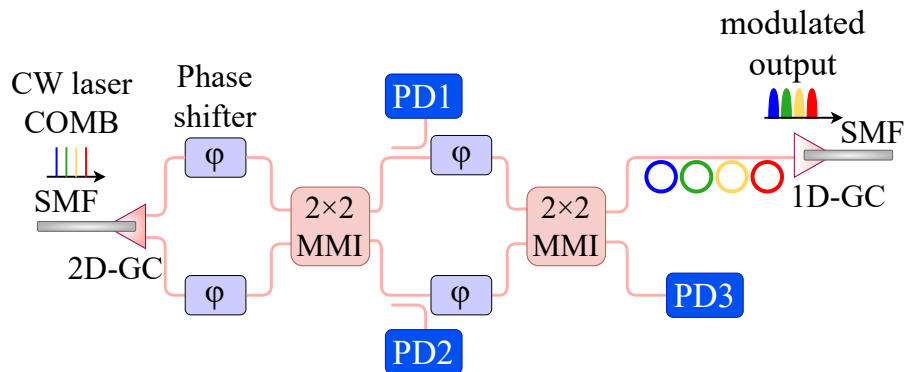 CW laser
COMB
SMF
2D-GC
Phase
shifter
φ
φ
2×2
MMI
PD1
φ
φ
PD2
2×2
MMI
modulated
output
SMF
1D-GC
PD3